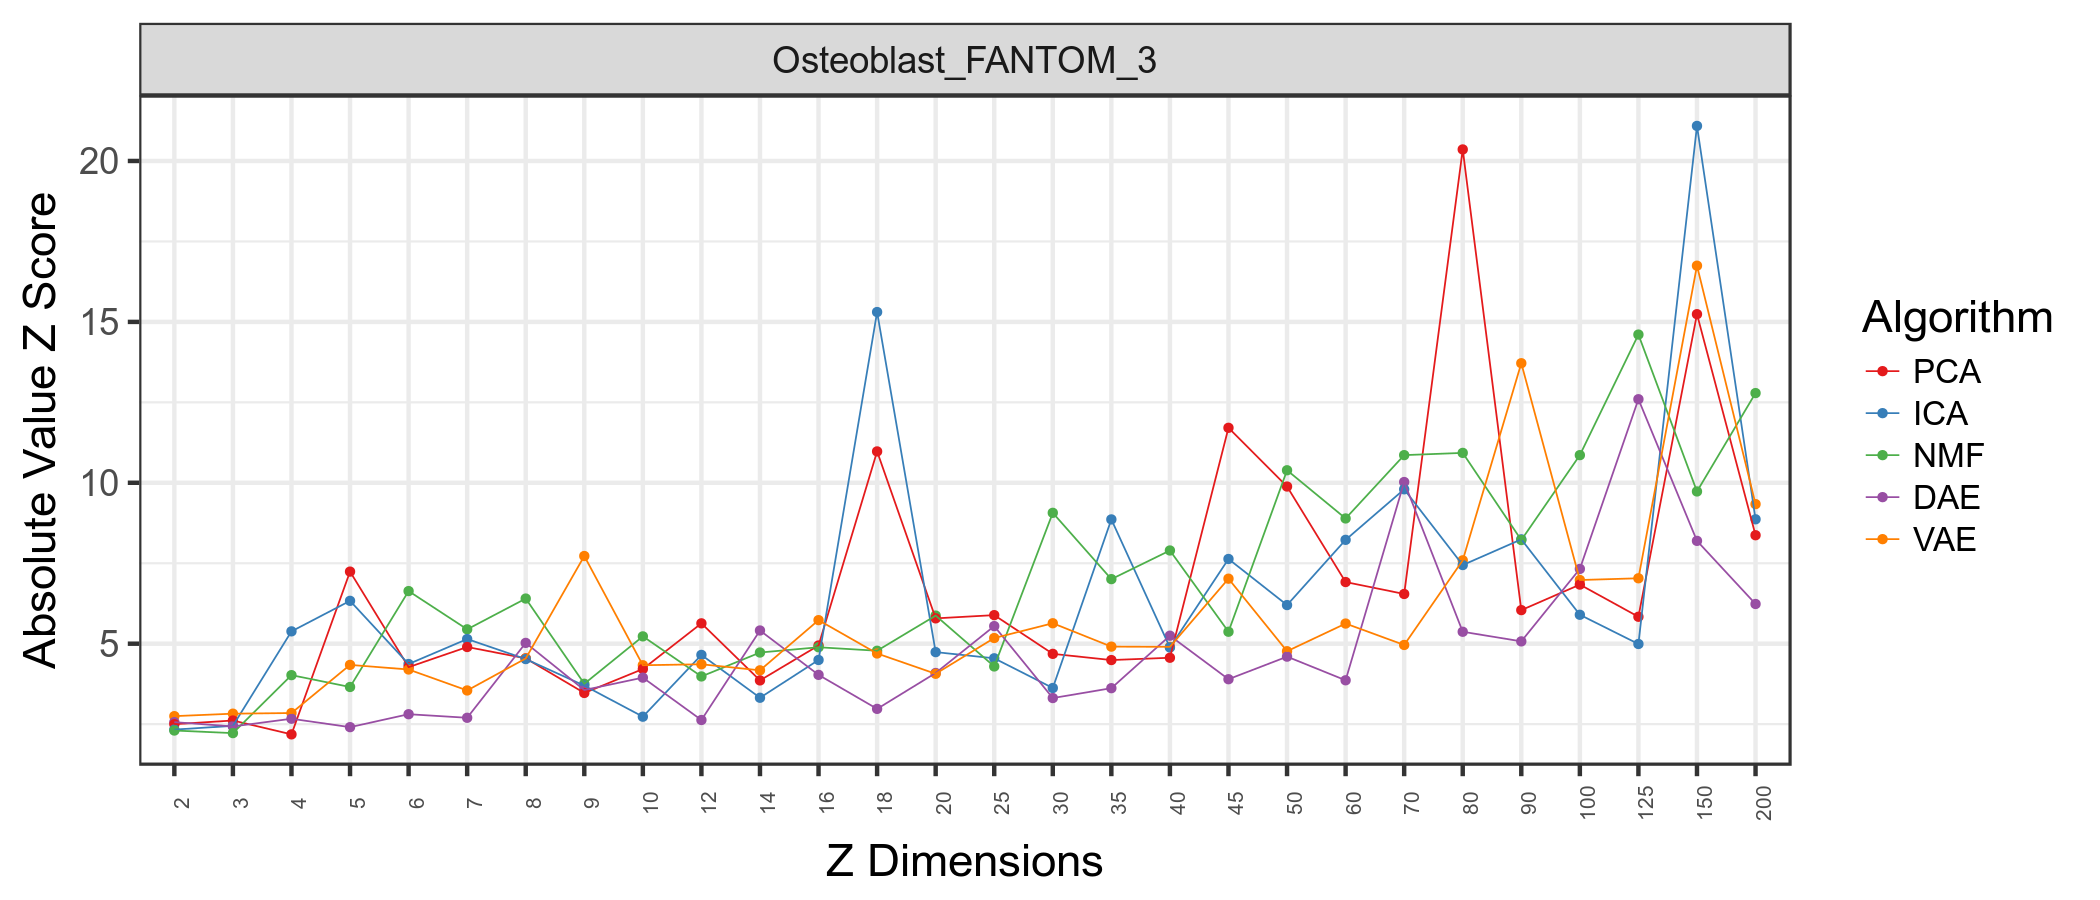 Osteoblast_FANTOM_3
Absolute Value Z Score
20
15
10
5
2 3 4 5 6 7 8 9 10 12 14 16 18 20 25 30 35 40 45 50 60 70 80 90 100 125 150 200
Z Dimensions
Algorithm
PCA
ICA
NMF
DAE
VAE